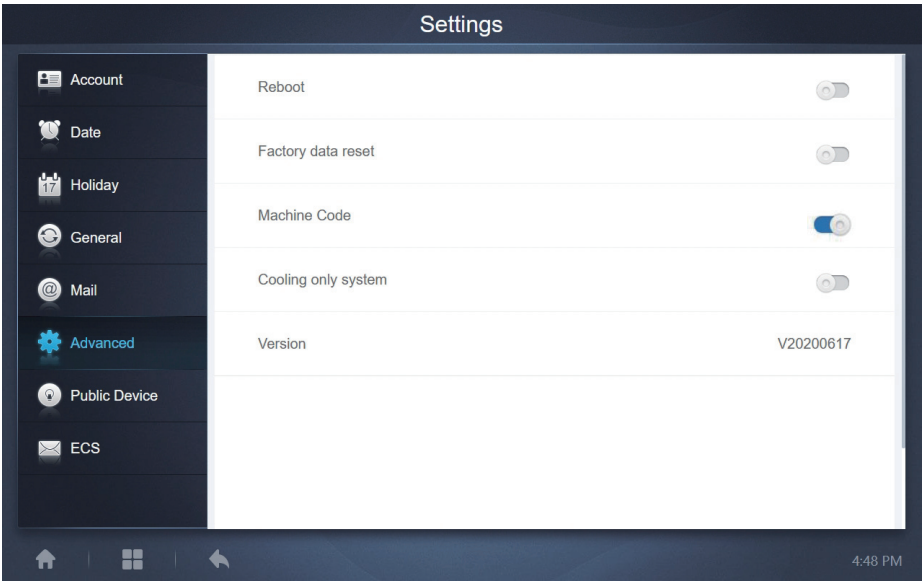 Settings
Account
Date
17
Holiday
General
@
Mail
Advanced
Public Device
ECS
Reboot
Factory data reset
Machine Code
Cooling only system
Version V20200617
4:48 PM